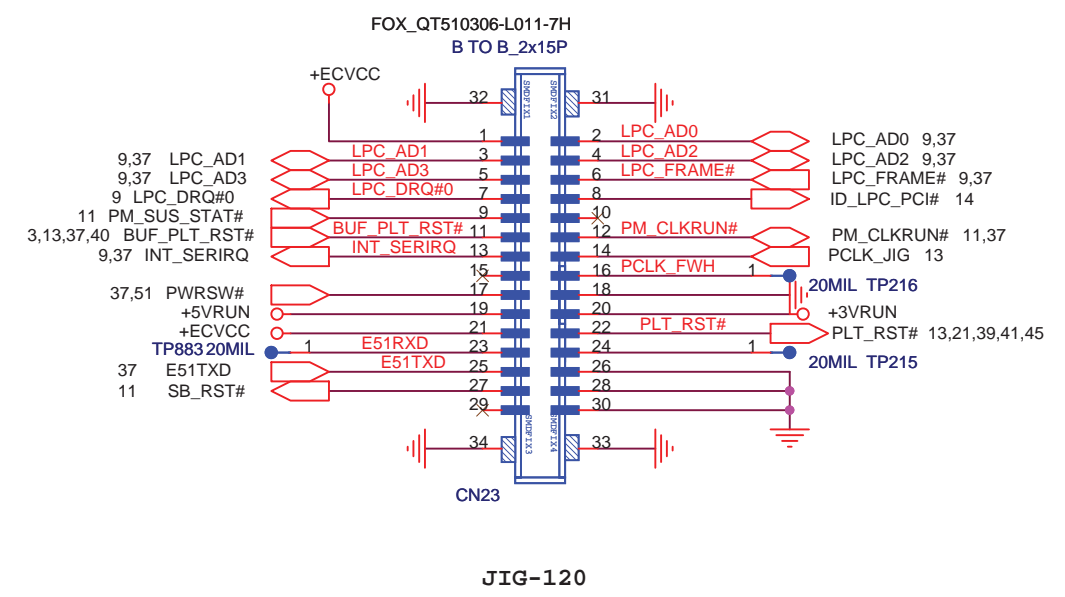 FOX_QT510306-L011-7H
B TO B_2x15P
+ECVCC
32 SMDFIX1 SMDFIX2 31
1 2 LPC_AD0 LPC_AD0 9,37
9,37 LPC_AD1 LPC_AD1 3 4 LPC_AD2 LPC_AD2 9,37
9,37 LPC_AD3 LPC_AD3 5 6 LPC_FRAME# LPC_FRAME# 9,37
9 LPC_DRQ#0 LPC_DRQ#0 7 8 ID_LPC_PCI# 14
11 PM_SUS_STAT# 9 10
3,13,37,40 BUF_PLT_RST# BUF_PLT_RST# 11 12 PM_CLKRUN# PM_CLKRUN# 11,37
9,37 INT_SERIRQ INT_SERIRQ 13 14 PCLK_JIG 13
15 16 PCLK_FWH 1 20MIL TP216
37,51 PWRSW# 17 18
+5VRUN 19 20 +3VRUN
+ECVCC 21 22 PLT_RST# PLT_RST# 13,21,39,41,45
TP883 20MIL 1 E51RXD 23 24 1 20MIL TP215
37 E51TXD E51TXD 25 26
11 SB_RST# 27 28
29 30
34 SMDFIX3 SMDFIX4 33
CN23
JIG-120